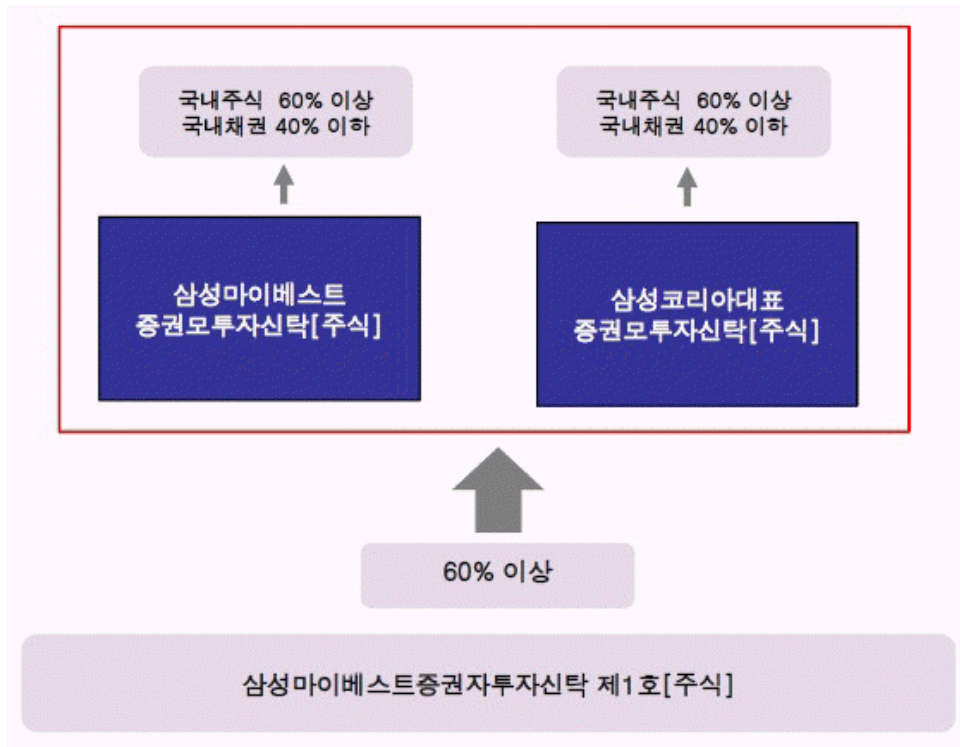 국내주식 60% 이상
국내채권 40% 이하
국내주식 60% 이상
국내채권 40% 이하
삼성마이베스트
증권모투자신탁[주식]
삼성코리아대표
증권모투자신탁[주식]
60% 이상
삼성마이베스트증권자투자신탁 제1호[주식]